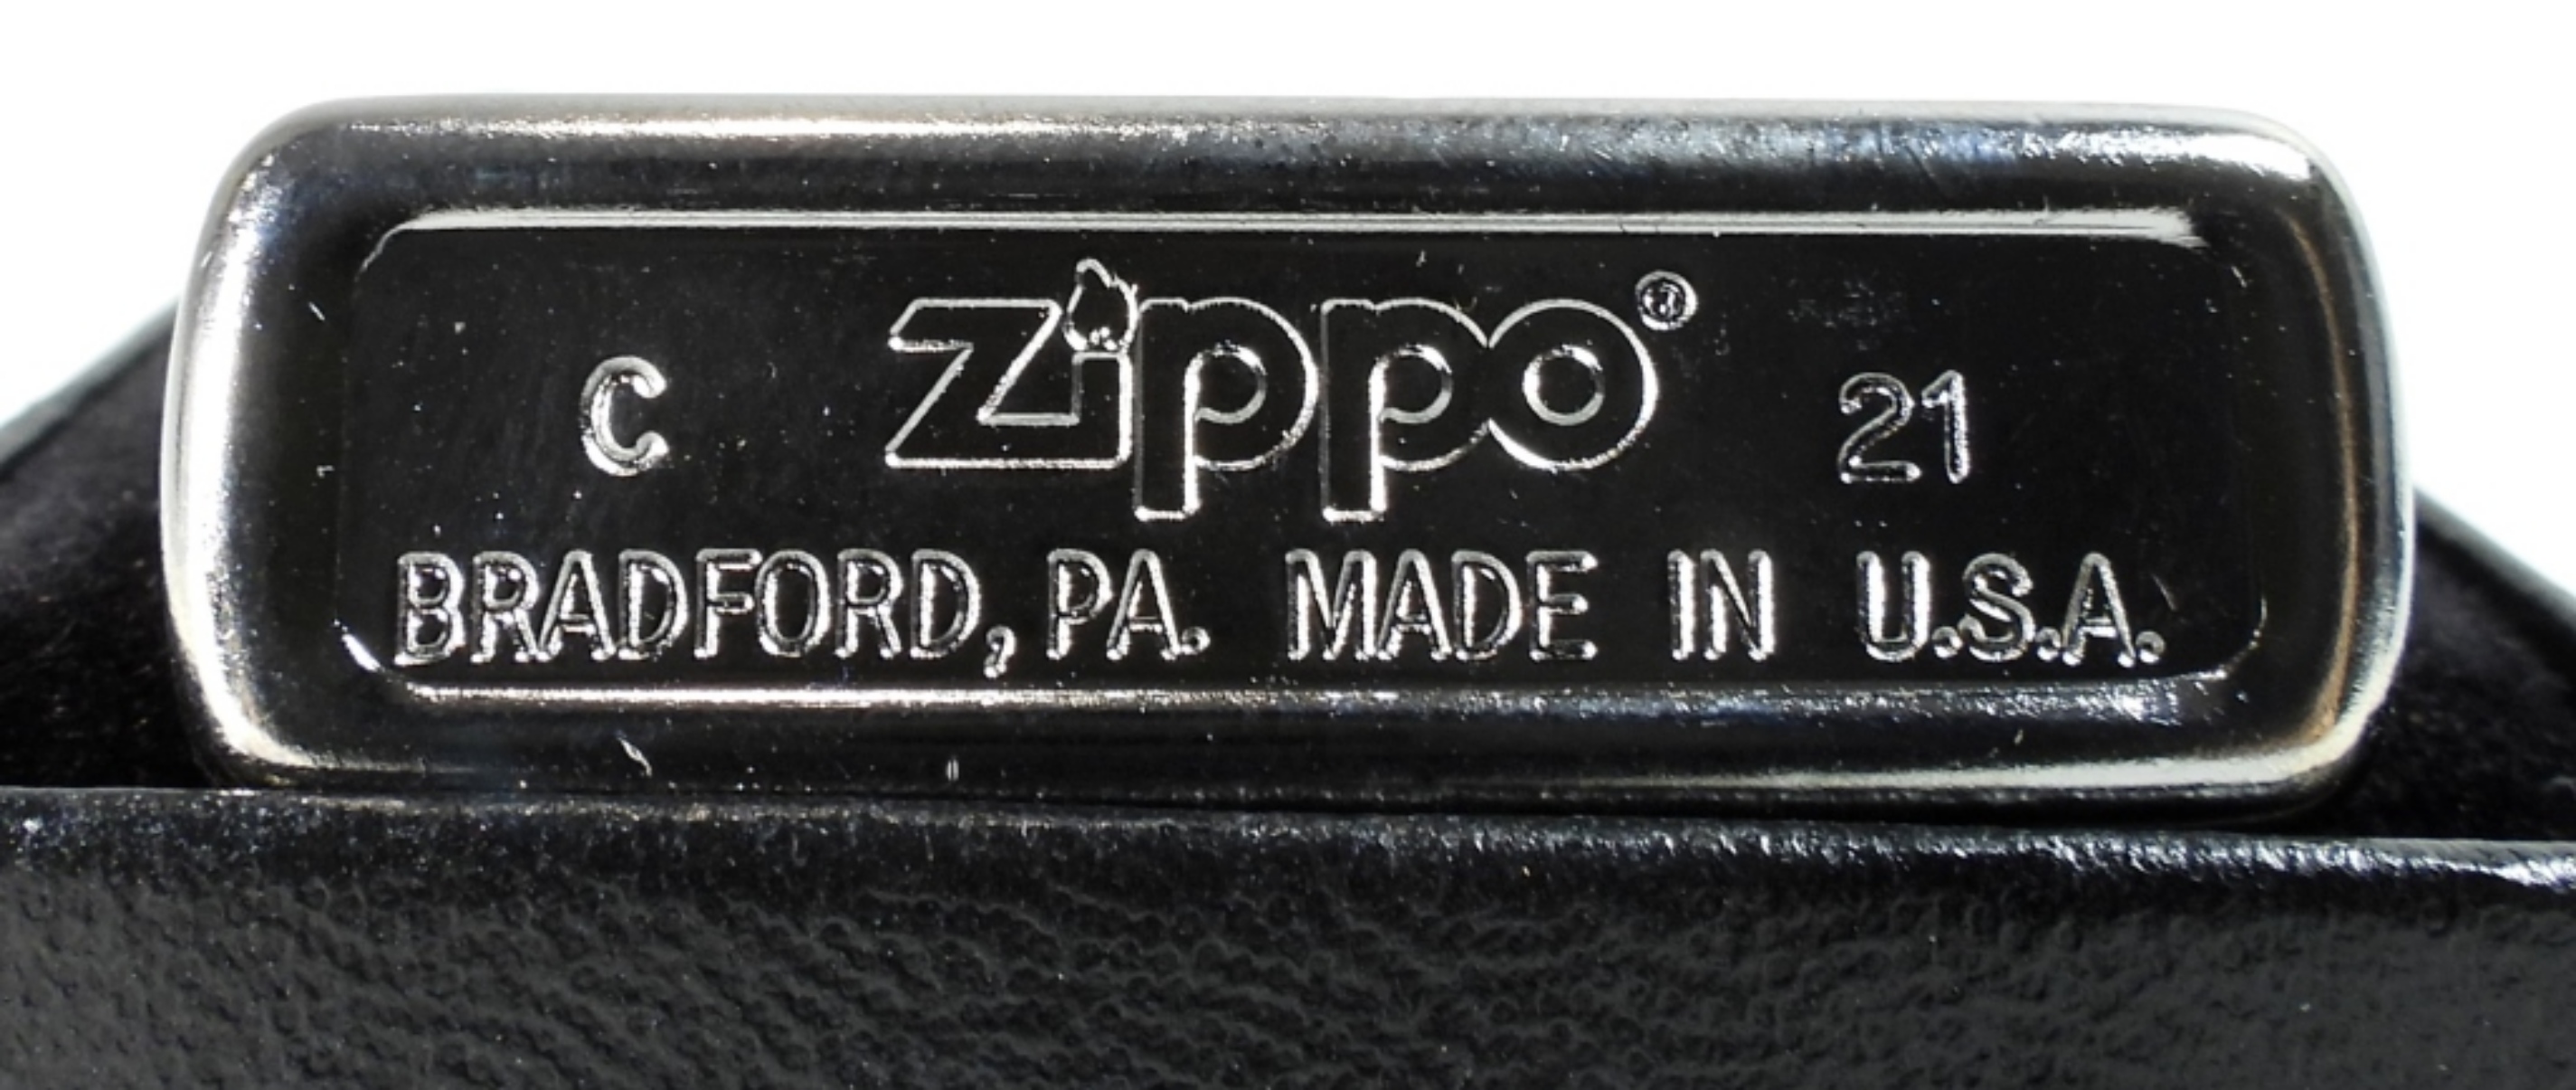 C Zippo® 21
BRADFORD, PA. MADE IN U.S.A.